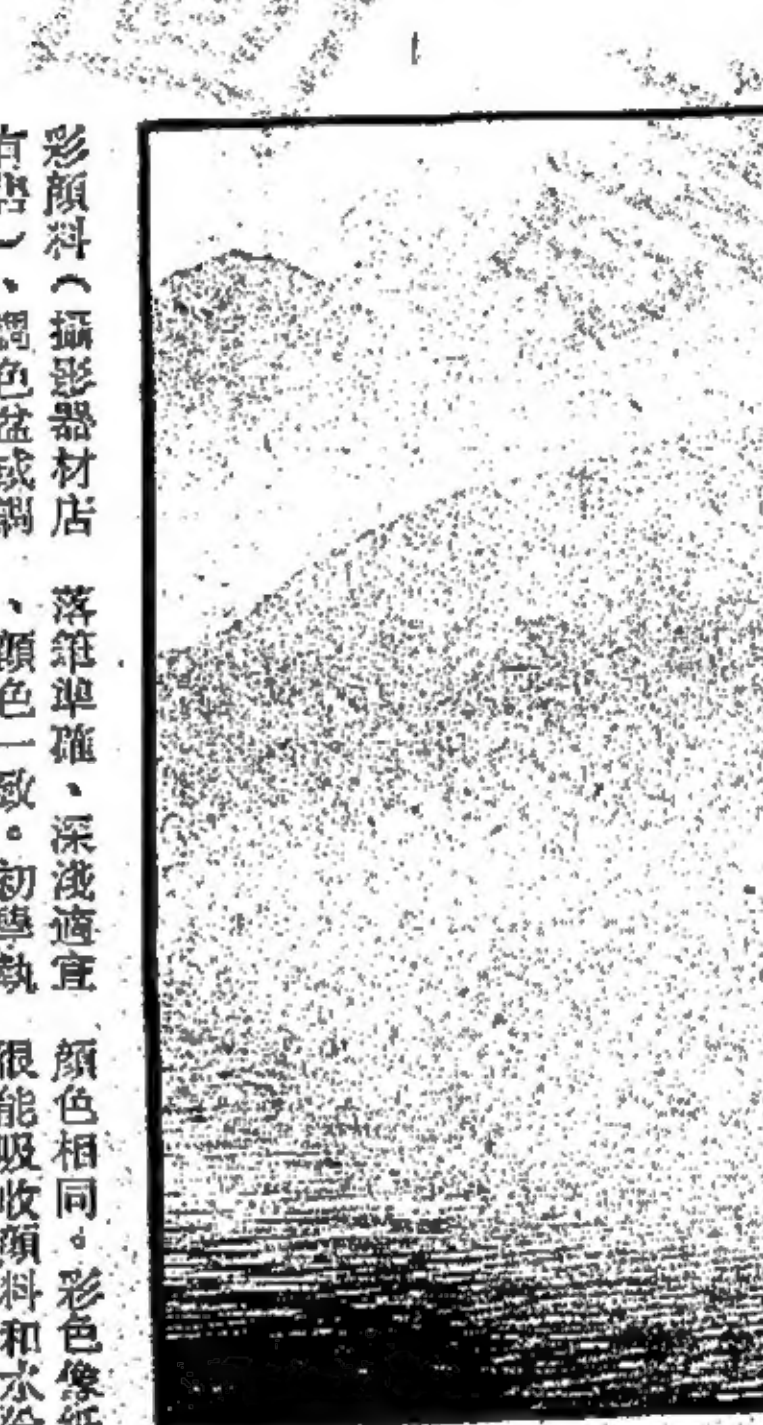 彩顏料（攝影器材店
有售）、調色盆或調
落筆準確、深淺適宜
、顏色一致。初學執
顏色相同。彩色像紙
很能吸收顏料和水